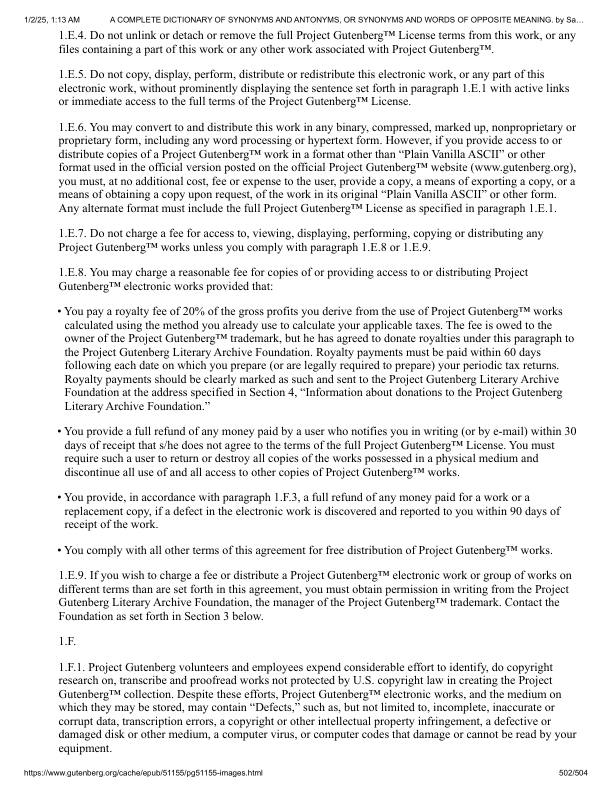 1/2/25, 1:13 AM A COMPLETE DICTIONARY OF SYNONYMS AND ANTONYMS, OR SYNONYMS AND WORDS OF OPPOSITE MEANING. by Sa…
1.E.4. Do not unlink or detach or remove the full Project Gutenberg™ License terms from this work, or any
files containing a part of this work or any other work associated with Project Gutenberg™.
1.E.5. Do not copy, display, perform, distribute or redistribute this electronic work, or any part of this
electronic work, without prominently displaying the sentence set forth in paragraph 1.E.1 with active links
or immediate access to the full terms of the Project Gutenberg™ License.
1.E.6. You may convert to and distribute this work in any binary, compressed, marked up, nonproprietary or
proprietary form, including any word processing or hypertext form. However, if you provide access to or
distribute copies of a Project Gutenberg™ work in a format other than “Plain Vanilla ASCII” or other
format used in the official version posted on the official Project Gutenberg™ website (www.gutenberg.org),
you must, at no additional cost, fee or expense to the user, provide a copy, a means of exporting a copy, or a
means of obtaining a copy upon request, of the work in its original “Plain Vanilla ASCII” or other form.
Any alternate format must include the full Project Gutenberg™ License as specified in paragraph 1.E.1.
1.E.7. Do not charge a fee for access to, viewing, displaying, performing, copying or distributing any
Project Gutenberg™ works unless you comply with paragraph 1.E.8 or 1.E.9.
1.E.8. You may charge a reasonable fee for copies of or providing access to or distributing Project
Gutenberg™ electronic works provided that:
• You pay a royalty fee of 20% of the gross profits you derive from the use of Project Gutenberg™ works
calculated using the method you already use to calculate your applicable taxes. The fee is owed to the
owner of the Project Gutenberg™ trademark, but he has agreed to donate royalties under this paragraph to
the Project Gutenberg Literary Archive Foundation. Royalty payments must be paid within 60 days
following each date on which you prepare (or are legally required to prepare) your periodic tax returns.
Royalty payments should be clearly marked as such and sent to the Project Gutenberg Literary Archive
Foundation at the address specified in Section 4, “Information about donations to the Project Gutenberg
Literary Archive Foundation.”
• You provide a full refund of any money paid by a user who notifies you in writing (or by e-mail) within 30
days of receipt that s/he does not agree to the terms of the full Project Gutenberg™ License. You must
require such a user to return or destroy all copies of the works possessed in a physical medium and
discontinue all use of and all access to other copies of Project Gutenberg™ works.
• You provide, in accordance with paragraph 1.F.3, a full refund of any money paid for a work or a
replacement copy, if a defect in the electronic work is discovered and reported to you within 90 days of
receipt of the work.
• You comply with all other terms of this agreement for free distribution of Project Gutenberg™ works.
1.E.9. If you wish to charge a fee or distribute a Project Gutenberg™ electronic work or group of works on
different terms than are set forth in this agreement, you must obtain permission in writing from the Project
Gutenberg Literary Archive Foundation, the manager of the Project Gutenberg™ trademark. Contact the
Foundation as set forth in Section 3 below.
1.F.
1.F.1. Project Gutenberg volunteers and employees expend considerable effort to identify, do copyright
research on, transcribe and proofread works not protected by U.S. copyright law in creating the Project
Gutenberg™ collection. Despite these efforts, Project Gutenberg™ electronic works, and the medium on
which they may be stored, may contain “Defects,” such as, but not limited to, incomplete, inaccurate or
corrupt data, transcription errors, a copyright or other intellectual property infringement, a defective or
damaged disk or other medium, a computer virus, or computer codes that damage or cannot be read by your
equipment.
https://www.gutenberg.org/cache/epub/51155/pg51155-images.html 502/504